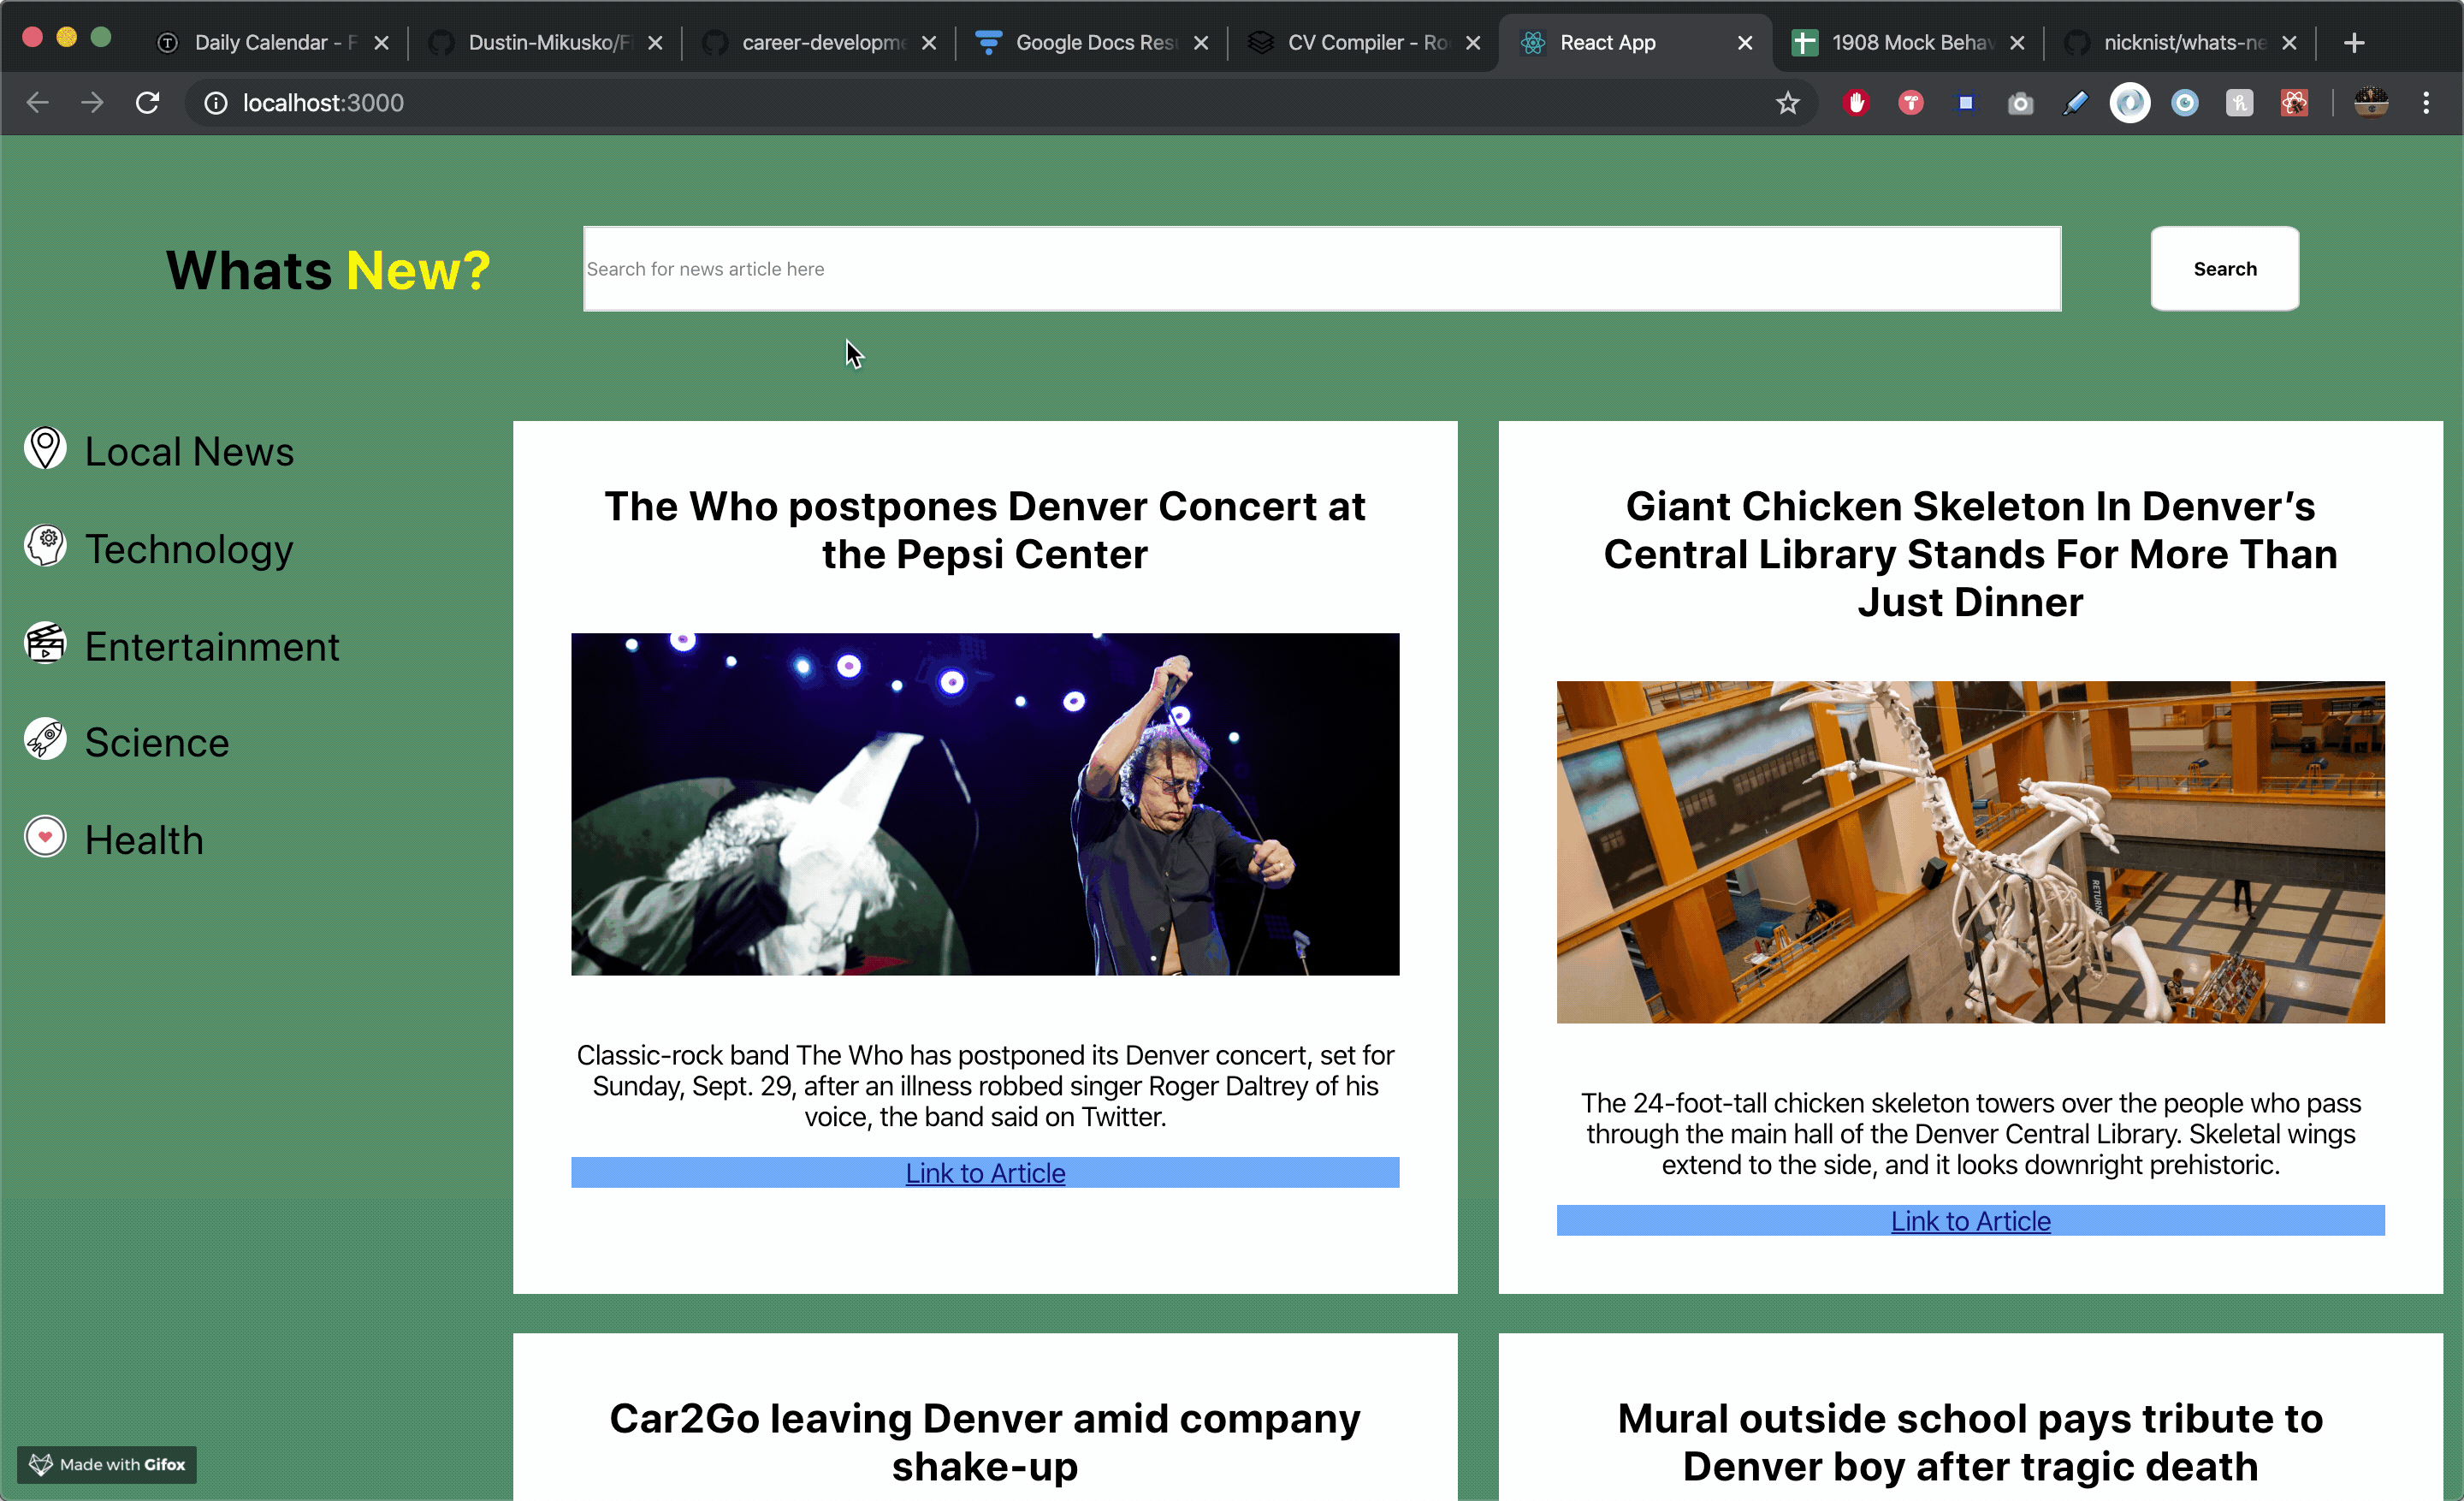 Daily Calendar - F
Dustin-Mikusko/Fi
career-developme
Google Docs Resu
CV Compiler - Ro
React App
1908 Mock Behav
nicknist/whats-ne
localhost:3000
Whats New?
Search for news article here
Search
Local News
Technology
Entertainment
Science
Health
The Who postpones Denver Concert at
the Pepsi Center
Classic-rock band The Who has postponed its Denver concert, set for
Sunday, Sept. 29, after an illness robbed singer Roger Daltrey of his
voice, the band said on Twitter.
Link to Article
Giant Chicken Skeleton In Denver’s
Central Library Stands For More Than
Just Dinner
RETURNS
The 24-foot-tall chicken skeleton towers over the people who pass
through the main hall of the Denver Central Library. Skeletal wings
extend to the side, and it looks downright prehistoric.
Link to Article
Car2Go leaving Denver amid company
shake-up
Mural outside school pays tribute to
Denver boy after tragic death
Made with Gifox